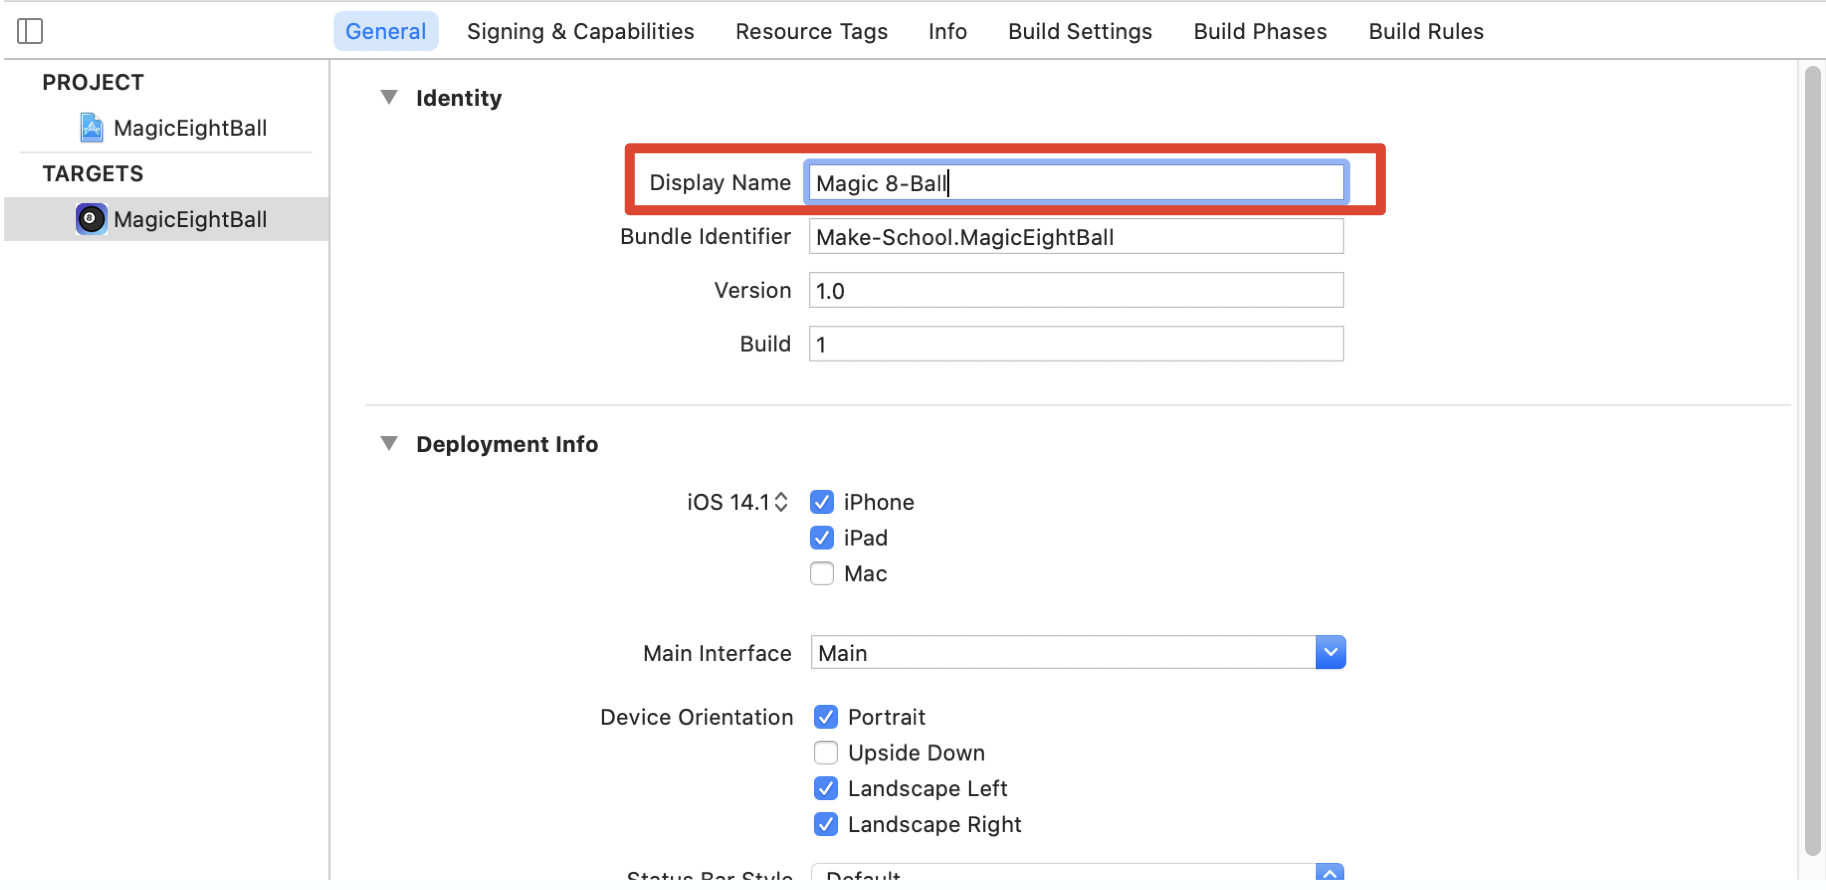 General Signing & Capabilities Resource Tags Info Build Settings Build Phases Build Rules
PROJECT
MagicEightBall
TARGETS
MagicEightBall
Identity
Display Name Magic 8-Ball
Bundle Identifier Make-School.MagicEightBall
Version 1.0
Build 1
Deployment Info
iOS 14.1 iPhone
iPad
Mac
Main Interface Main
Device Orientation Portrait
Upside Down
Landscape Left
Landscape Right
Status Bar Style Default